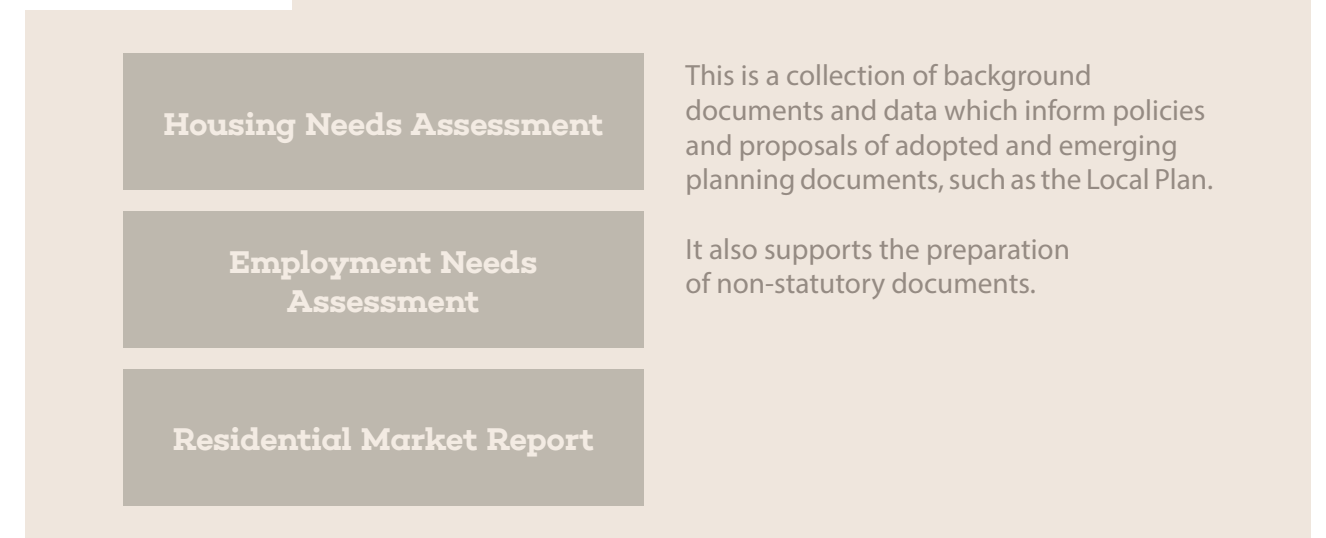 Housing Needs Assessment
Employment Needs
Assessment
Residential Market Report
This is a collection of background
documents and data which inform policies
and proposals of adopted and emerging
planning documents, such as the Local Plan.
It also supports the preparation
of non-statutory documents.